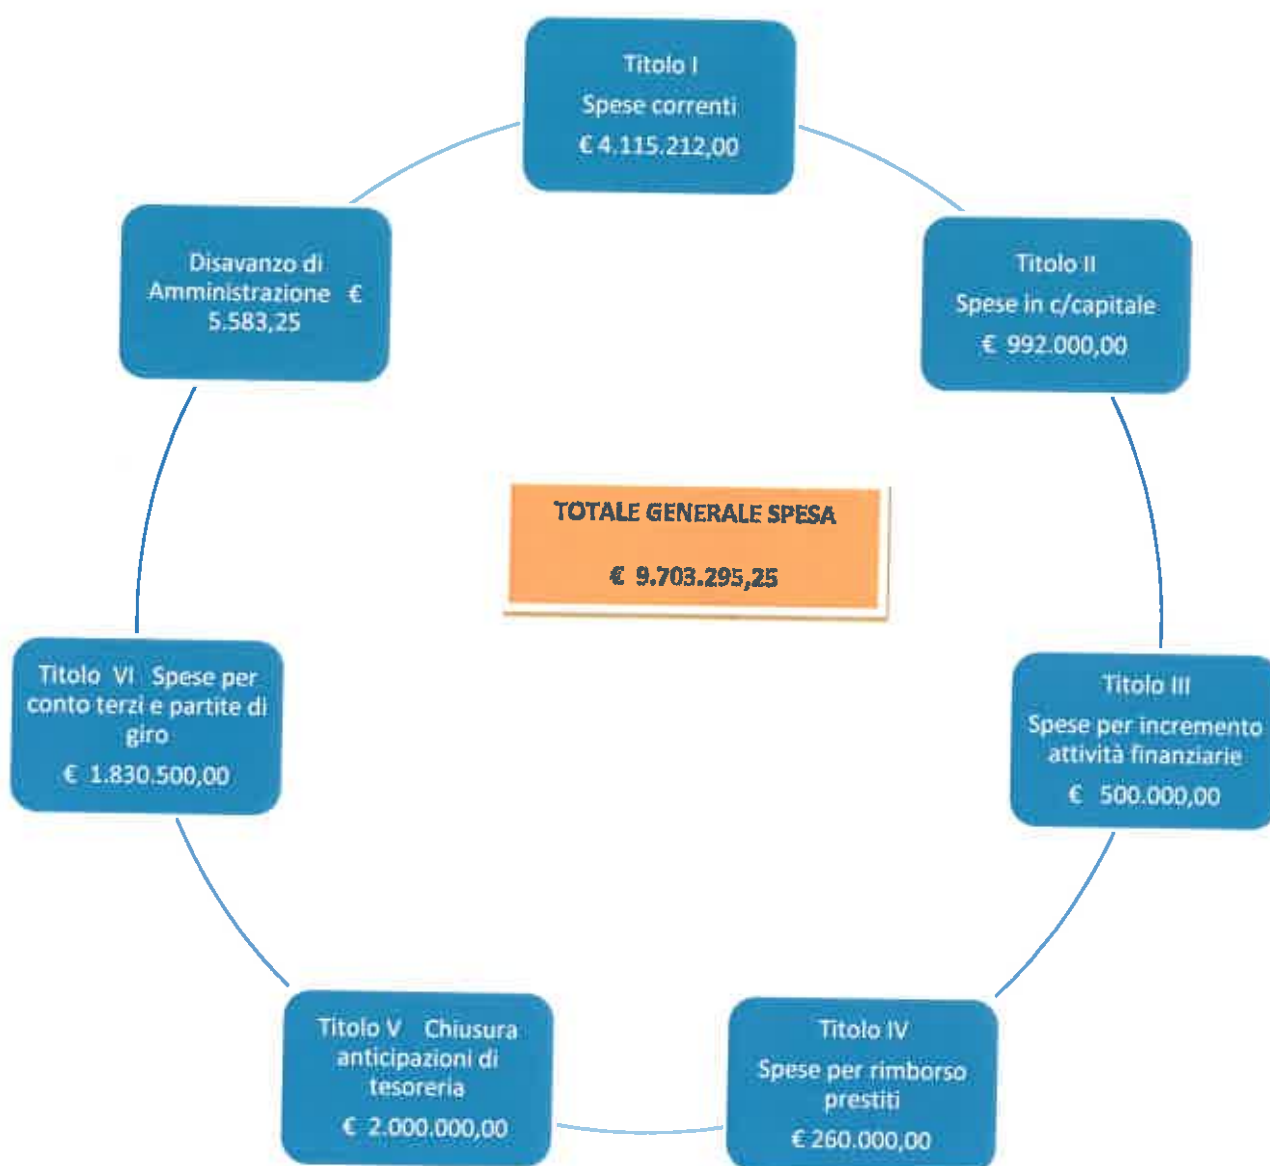 Titolo I
Spese correnti
€ 4.115.212,00
Titolo II
Spese in c/capitale
€ 992.000,00
Titolo III
Spese per incremento
attività finanziarie
€ 500.000,00
Titolo IV
Spese per rimborso
prestiti
€ 260.000,00
Titolo V Chiusura
anticipazioni di
tesoreria
€ 2.000.000,00
Titolo VI Spese per
conto terzi e partite di
giro
€ 1.830.500,00
Disavanzo di
Amministrazione €
5.583,25
TOTALE GENERALE SPESA
€ 9.703.295,25